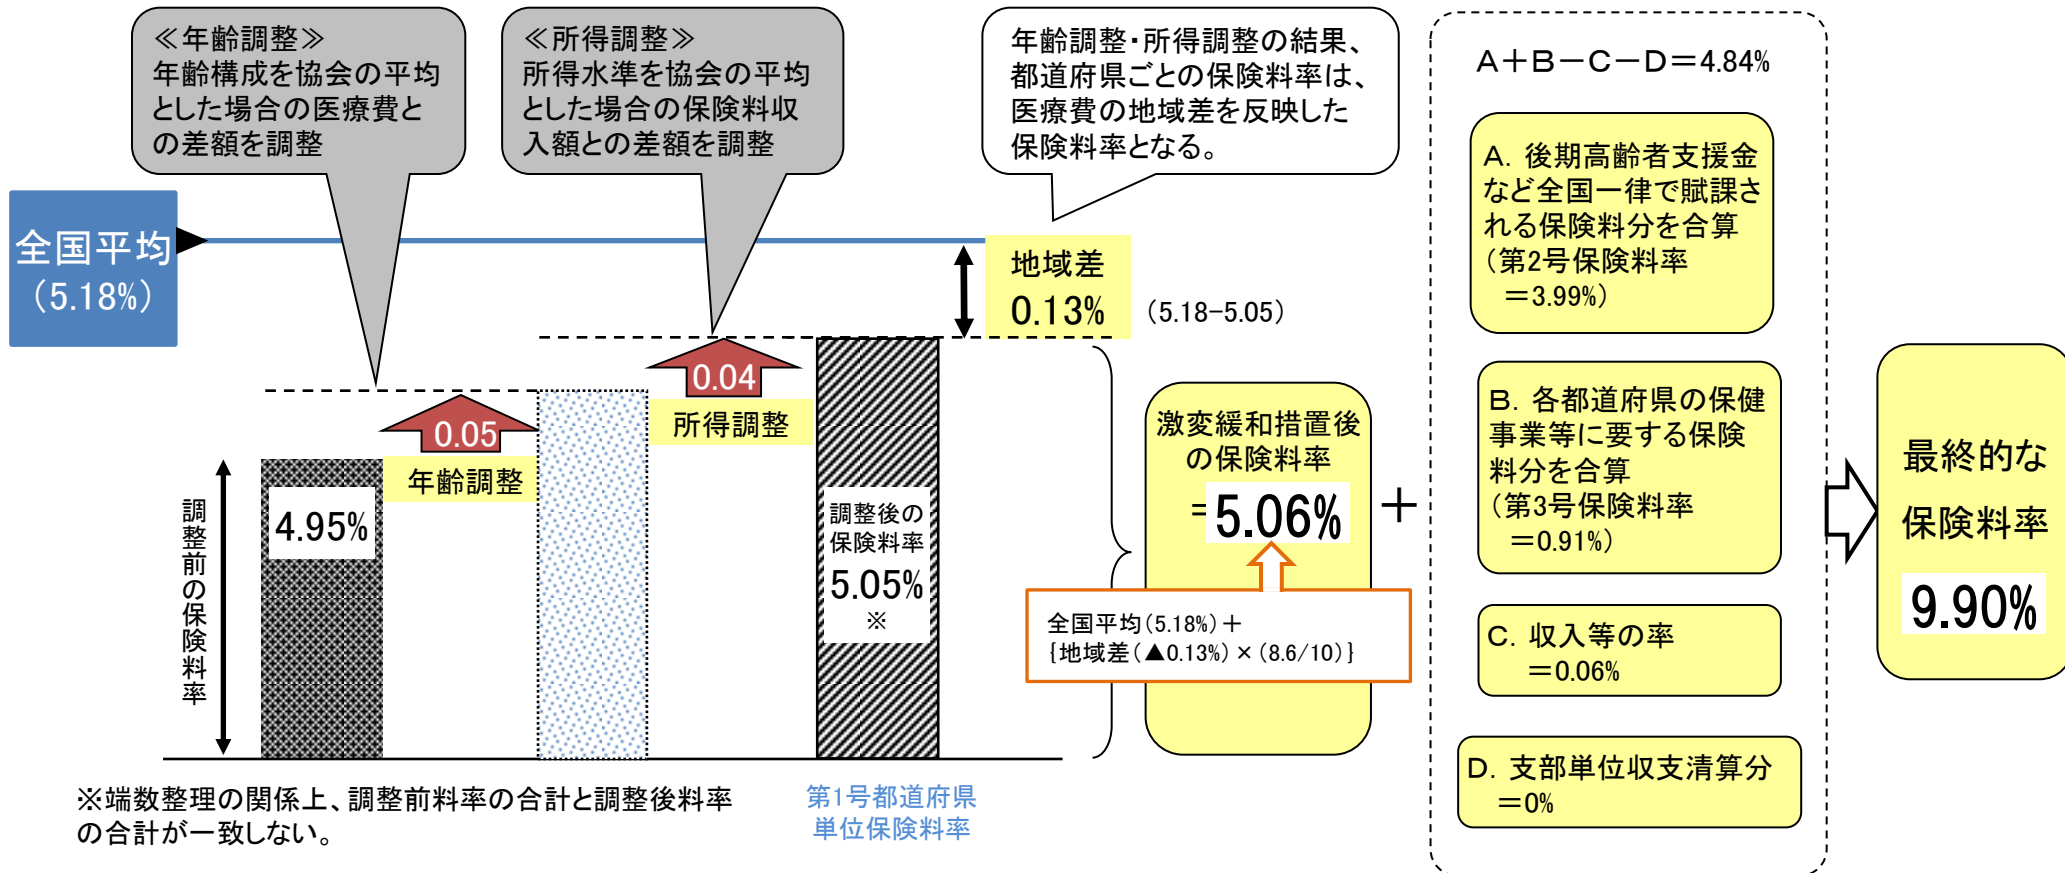 ≪年齢調整≫
年齢構成を協会の平均
とした場合の医療費と
の差額を調整
≪所得調整≫
所得水準を協会の平均
とした場合の保険料収
入額との差額を調整
年齢調整・所得調整の結果、
都道府県ごとの保険料率は、
医療費の地域差を反映した
保険料率となる。
全国平均
(5.18%)
地域差
0.13%
(5.18-5.05)
0.04
所得調整
0.05
年齢調整
調整前の保険料率
4.95%
調整後の
保険料率
5.05%
※
※端数整理の関係上、調整前料率の合計と調整後料率
の合計が一致しない。
第1号都道府県
単位保険料率
激変緩和措置後
の保険料率
=5.06%
全国平均(5.18%)+
{地域差(▲0.13%)×(8.6/10)}
+
A+B-C-D=4.84%
A. 後期高齢者支援金
など全国一律で賦課さ
れる保険料分を合算
(第2号保険料率
=3.99%)
B. 各都道府県の保健
事業等に要する保険
料分を合算
(第3号保険料率
=0.91%)
C. 収入等の率
=0.06%
D. 支部単位収支清算分
=0%
最終的な
保険料率
9.90%